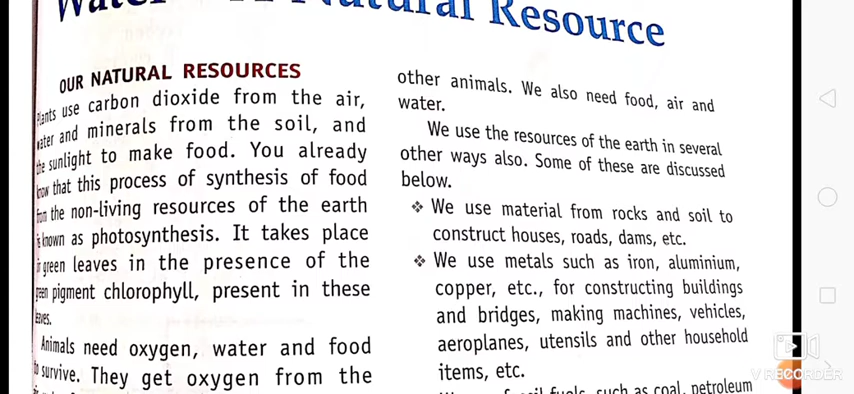 Water – A Natural Resource
OUR NATURAL RESOURCES
Plants use carbon dioxide from the air,
water and minerals from the soil, and
the sunlight to make food. You already
know that this process of synthesis of food
from the non-living resources of the earth
is known as photosynthesis. It takes place
in green leaves in the presence of the
green pigment chlorophyll, present in these
leaves.
Animals need oxygen, water and food
to survive. They get oxygen from the
other animals. We also need food, air and
water.
We use the resources of the earth in several
other ways also. Some of these are discussed
below.
❖ We use material from rocks and soil to
construct houses, roads, dams, etc.
❖ We use metals such as iron, aluminium,
copper, etc., for constructing buildings
and bridges, making machines, vehicles,
aeroplanes, utensils and other household
items, etc.
fuels, such as coal, petroleum
V RECORDER